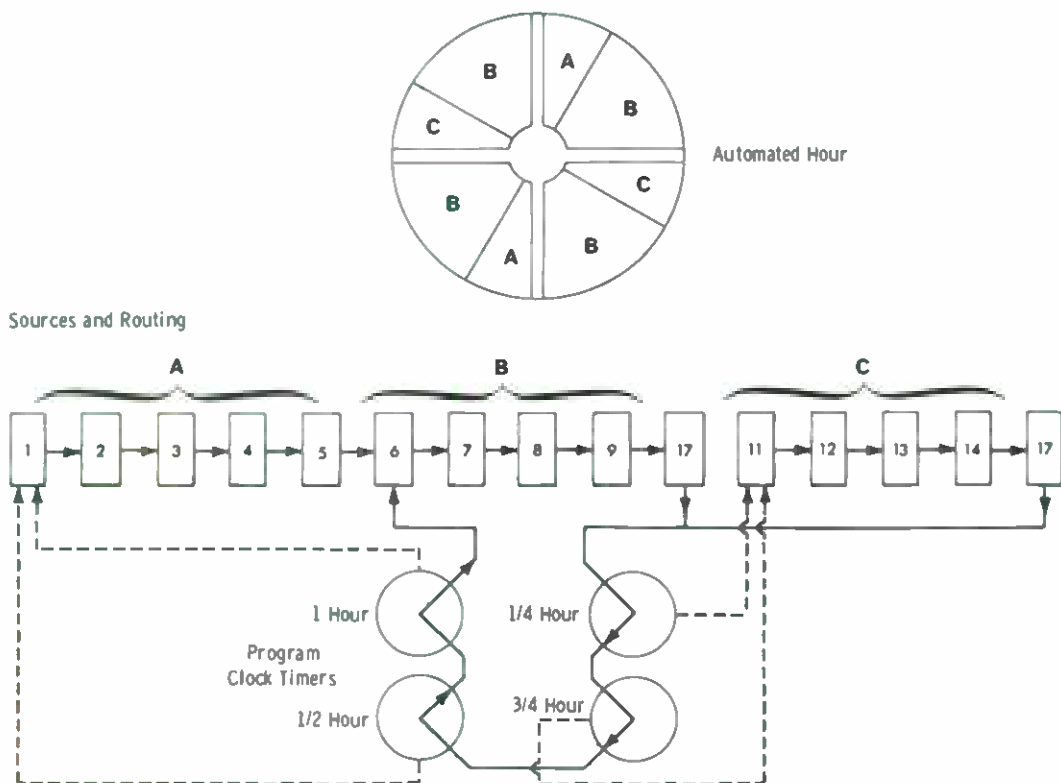 B
A
B
C
Automated Hour
C
B
A
B
Sources and Routing
A
B
C
1
2
3
4
5
6
7
8
9
17
11
12
13
14
17
1 Hour
1/4 Hour
Program
Clock Timers
1/2 Hour
3/4 Hour